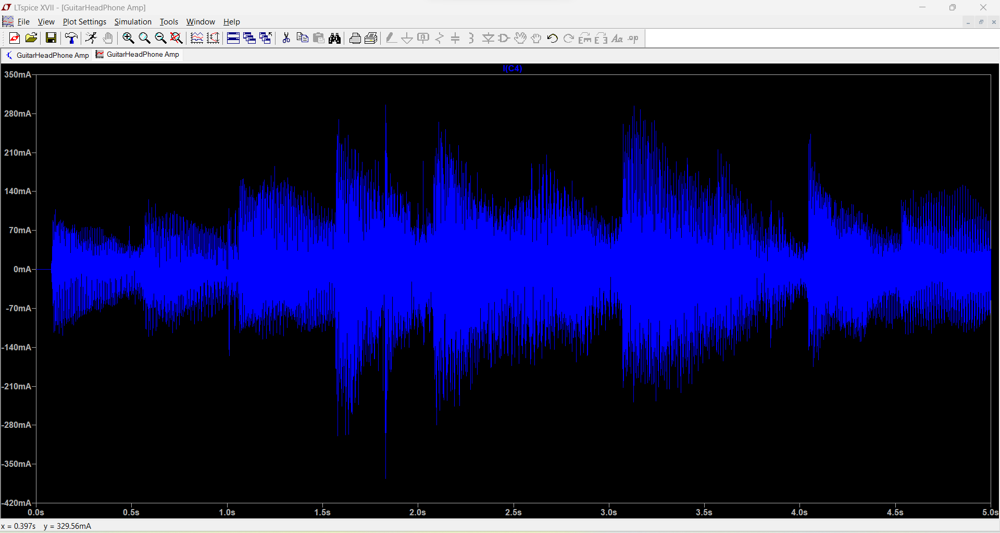 LTspice XVII - [GuitarHeadPhone Amp]
File View Plot Settings Simulation Tools Window Help
Aa .op
GuitarHeadPhone Amp GuitarHeadPhone Amp
I(C4)
350mA
280mA
210mA
140mA
70mA
0mA
-70mA
-140mA
-210mA
-280mA
-350mA
-420mA
0.0s 0.5s 1.0s 1.5s 2.0s 2.5s 3.0s 3.5s 4.0s 4.5s 5.0s
x = 0.397s y = 329.56mA